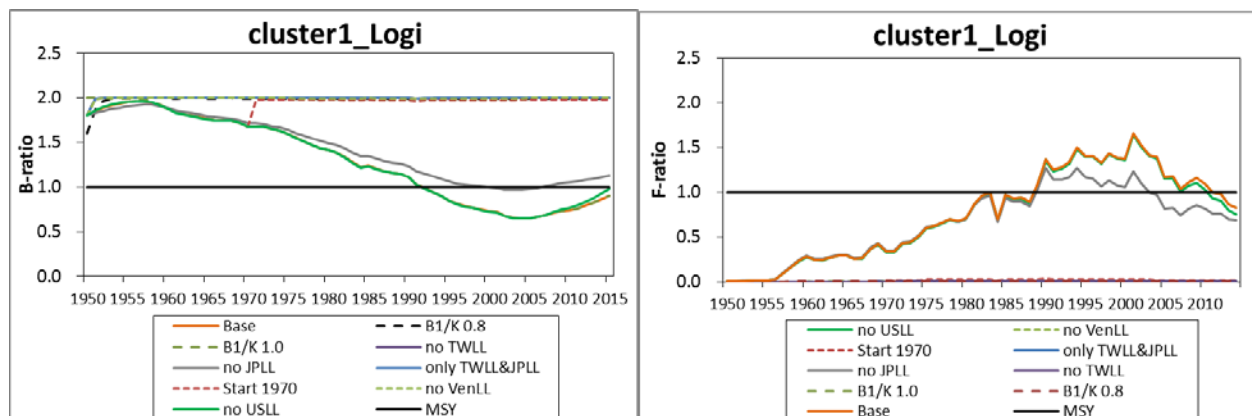 cluster1_Logi
2.5
2.0
1.5
1.0
0.5
0.0
B-ratio
1950 1955 1960 1965 1970 1975 1980 1985 1990 1995 2000 2005 2010 2015
Base B1/K 0.8
B1/K 1.0 no TWLL
no JPLL only TWLL&JPLL
Start 1970 no VenLL
no USLL MSY
cluster1_Logi
2.5
2.0
1.5
1.0
0.5
0.0
F-ratio
1950 1955 1960 1965 1970 1975 1980 1985 1990 1995 2000 2005 2010
no USLL no VenLL
Start 1970 only TWLL&JPLL
no JPLL no TWLL
B1/K 1.0 B1/K 0.8
Base MSY